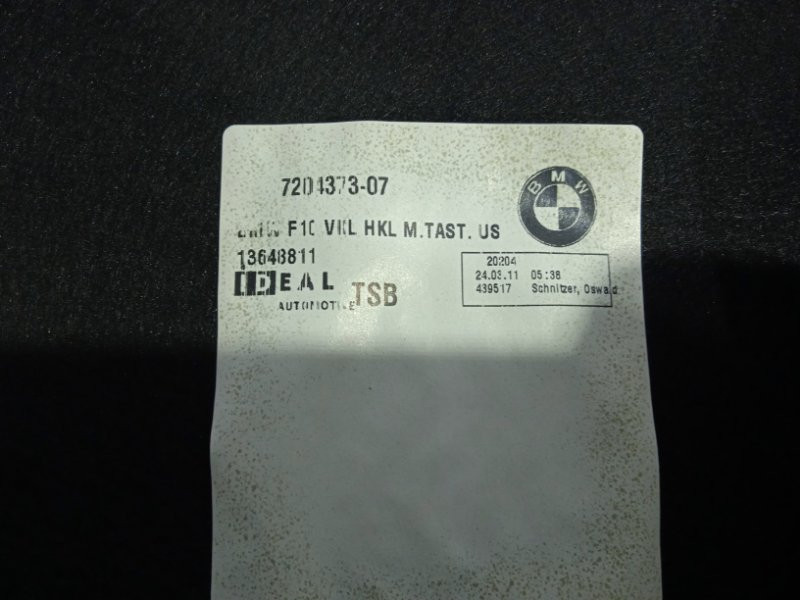 7204373-07
BMW
BMW F10 VKL HKL M.TAST. US
13648811
IDEAL
AUTOMOTIVE
TSB
20204
24.03.11 05:38
439517 Schnitzer, Oswald